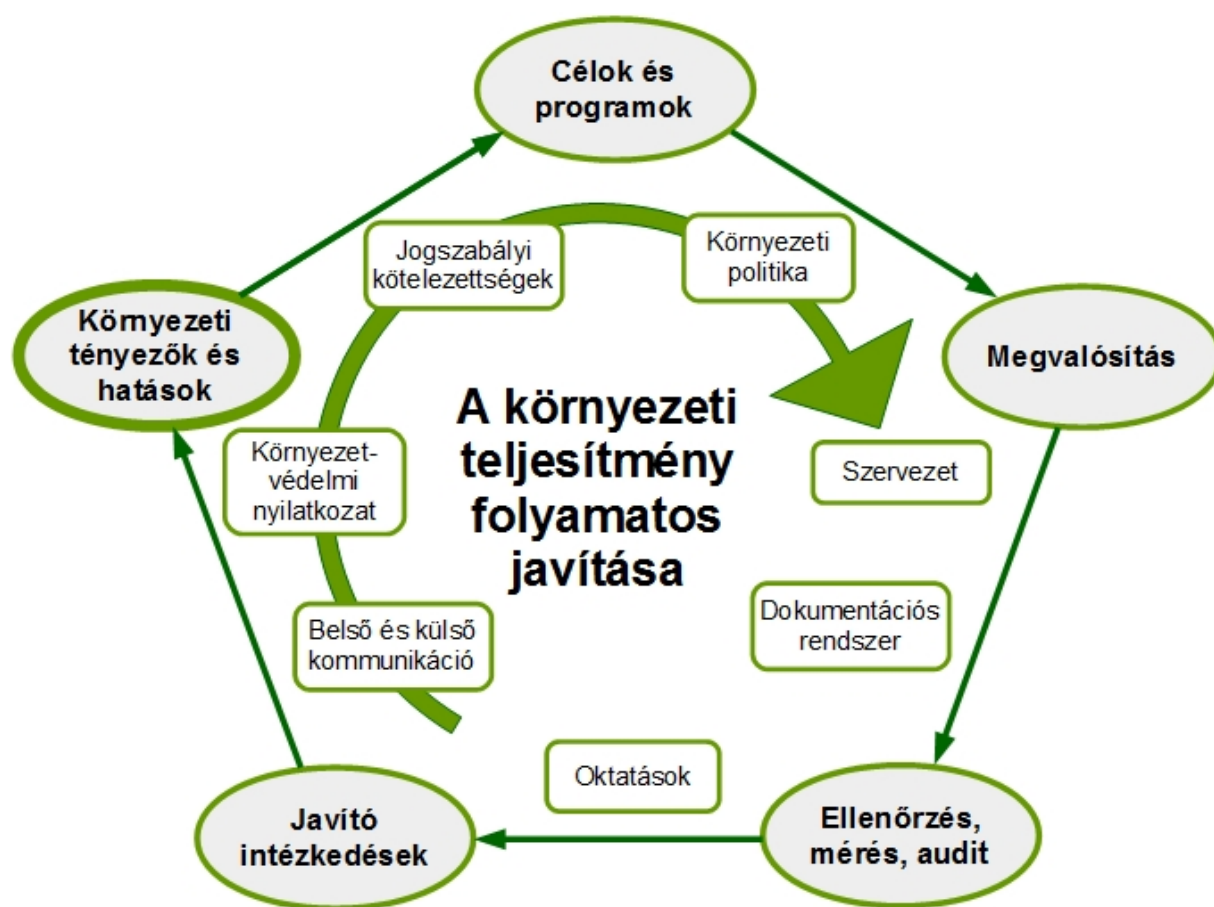 Célok és
programok
Jogszabályi
kötelezettségek
Környezeti
politika
Környezeti
tényezők és
hatások
Megvalósítás
A környezeti
teljesítmény
folyamatos
javítása
Környezet-
védelmi
nyilatkozat
Szervezet
Belső és külső
kommunikáció
Dokumentációs
rendszer
Oktatások
Javító
intézkedések
Ellenőrzés,
mérés, audit